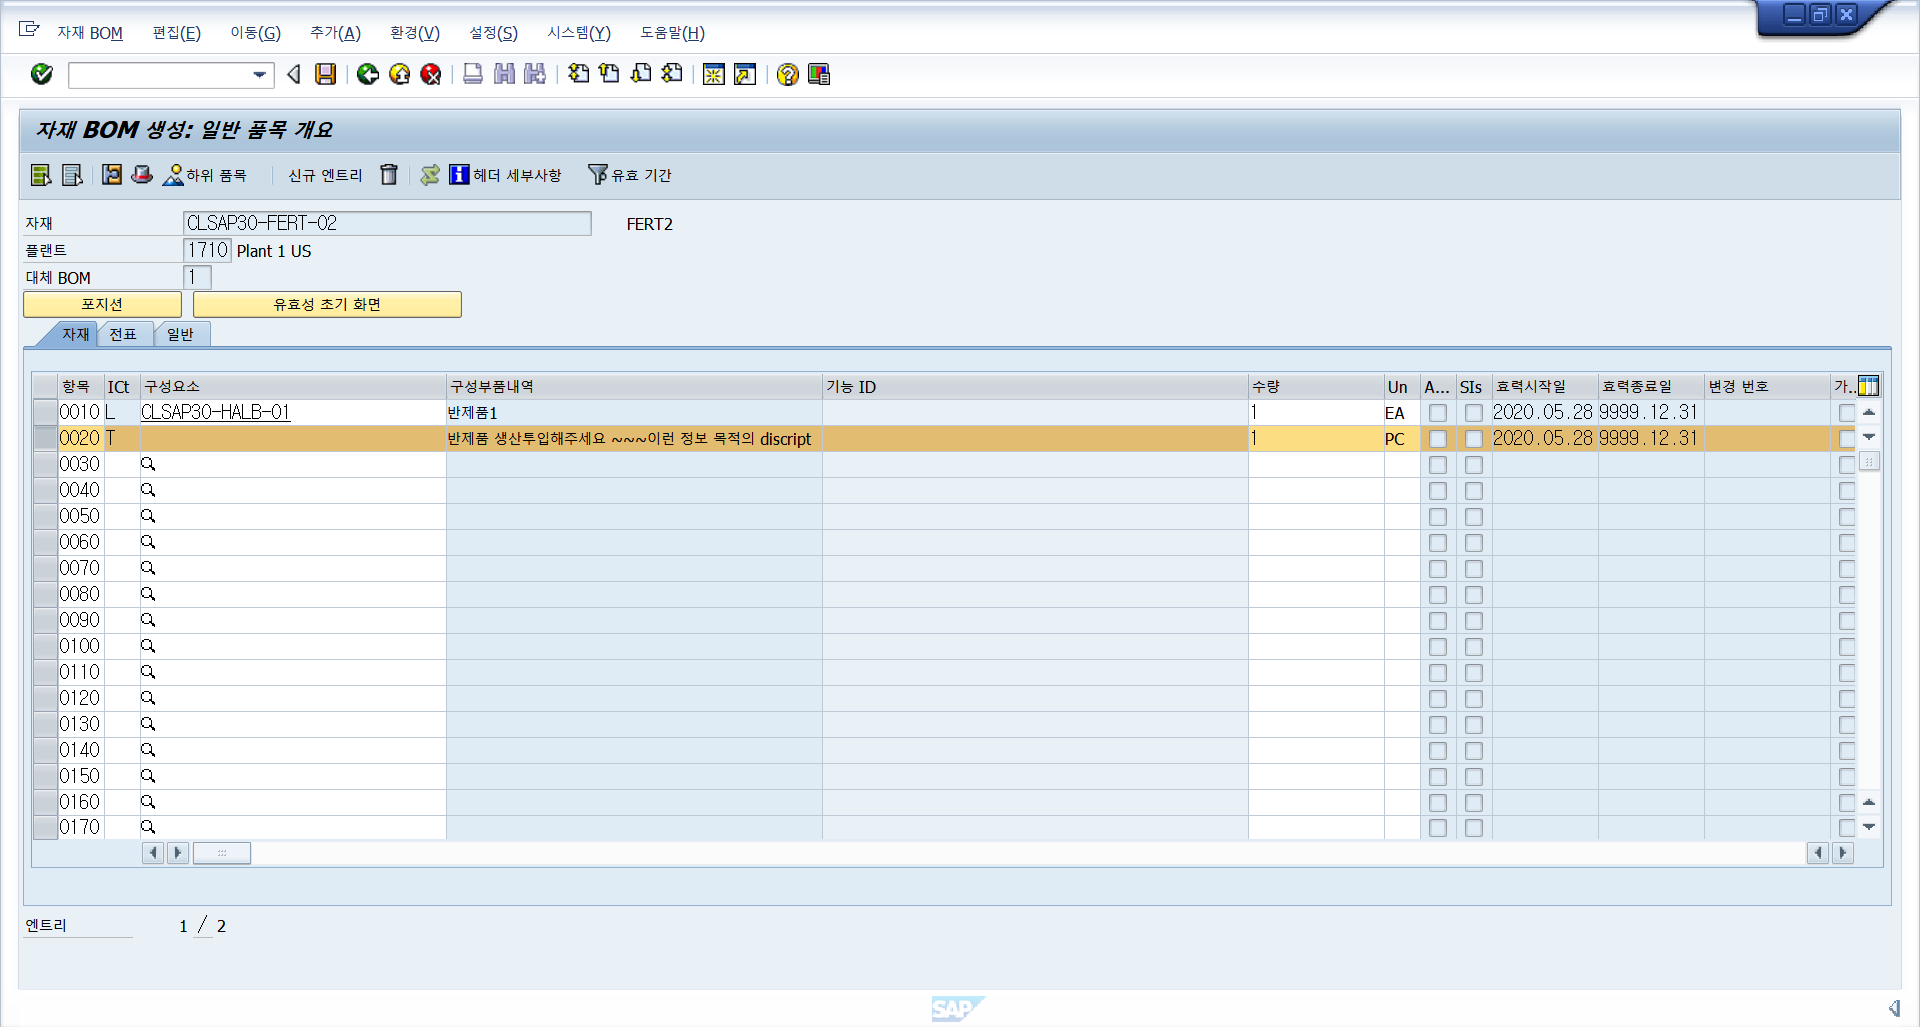 자재 BOM 편집(E) 이동(G) 추가(A) 환경(V) 설정(S) 시스템(Y) 도움말(H)
자재 BOM 생성: 일반 품목 개요
하위 품목 신규 엔트리 헤더 세부사항 유효 기간
자재 CLSAP30-FERT-02 FERT2
플랜트 1710 Plant 1 US
대체 BOM 1
포지션 유효성 초기 화면
자재 전표 일반
항목 ICt 구성요소 구성부품내역 기능 ID 수량 Un A... SIs 효력시작일 효력종료일 변경 번호 가..
0010 L CLSAP30-HALB-01 반제품1 1 EA 2020.05.28 9999.12.31
0020 T 반제품 생산투입해주세요 ~~~이런 정보 목적의 discript 1 PC 2020.05.28 9999.12.31
0030
0040
0050
0060
0070
0080
0090
0100
0110
0120
0130
0140
0150
0160
0170
엔트리 1 / 2
SAP